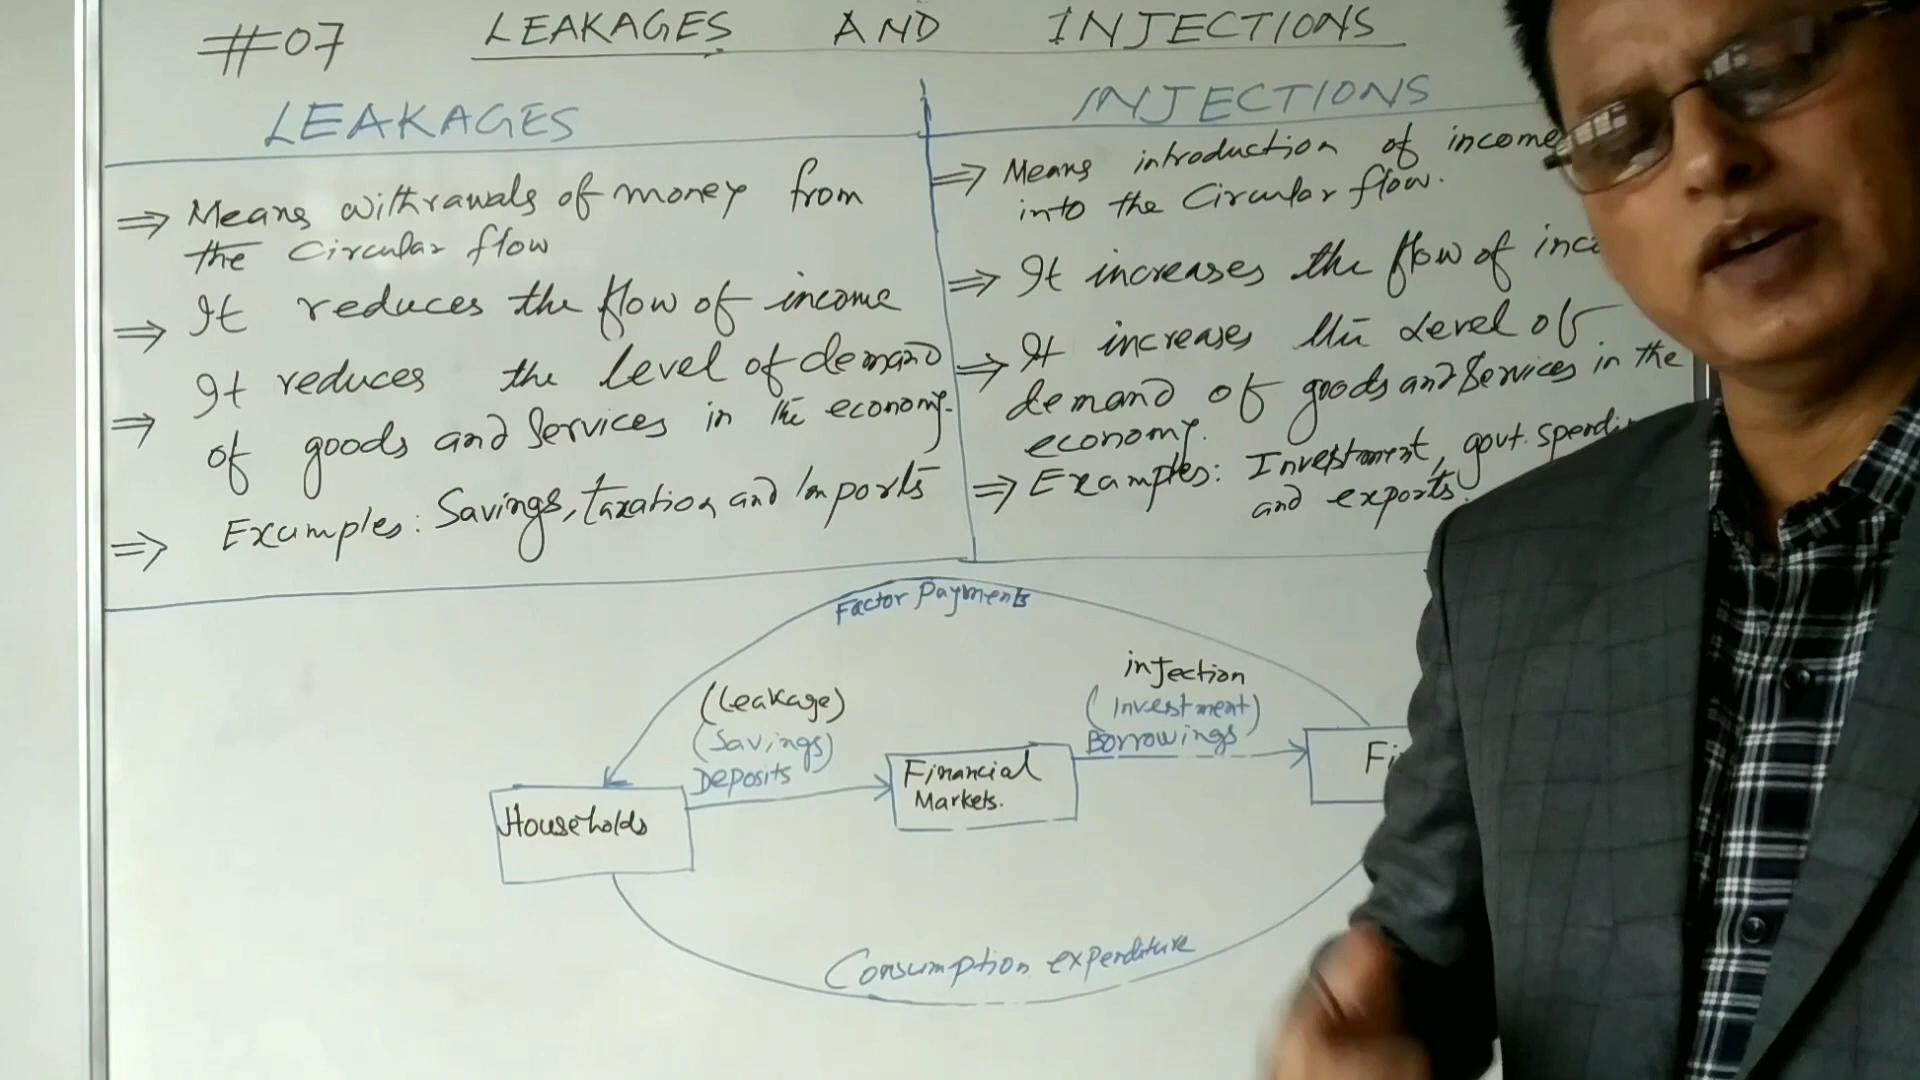 #07 LEAKAGES AND INJECTIONS
LEAKAGES
⇒ Means withrawals of money from
the Circular flow
⇒ It reduces the flow of income
⇒ It reduces the level of demand
of goods and Services in the economy.
⇒ Examples: Savings, taxation and Imports
INJECTIONS
⇒ Means introduction of income
into the Circular flow.
⇒ It increases the flow of inc
⇒ It increases the Level of
demand of goods and Services in the
economy.
⇒ Examples: Investment, govt. spendi
and exports.
Factor Payments
(Leakage)
(Savings)
Deposits
injection
(Investment)
Borrowings
Households
Financial
Markets.
Fi
Consumption expenditure